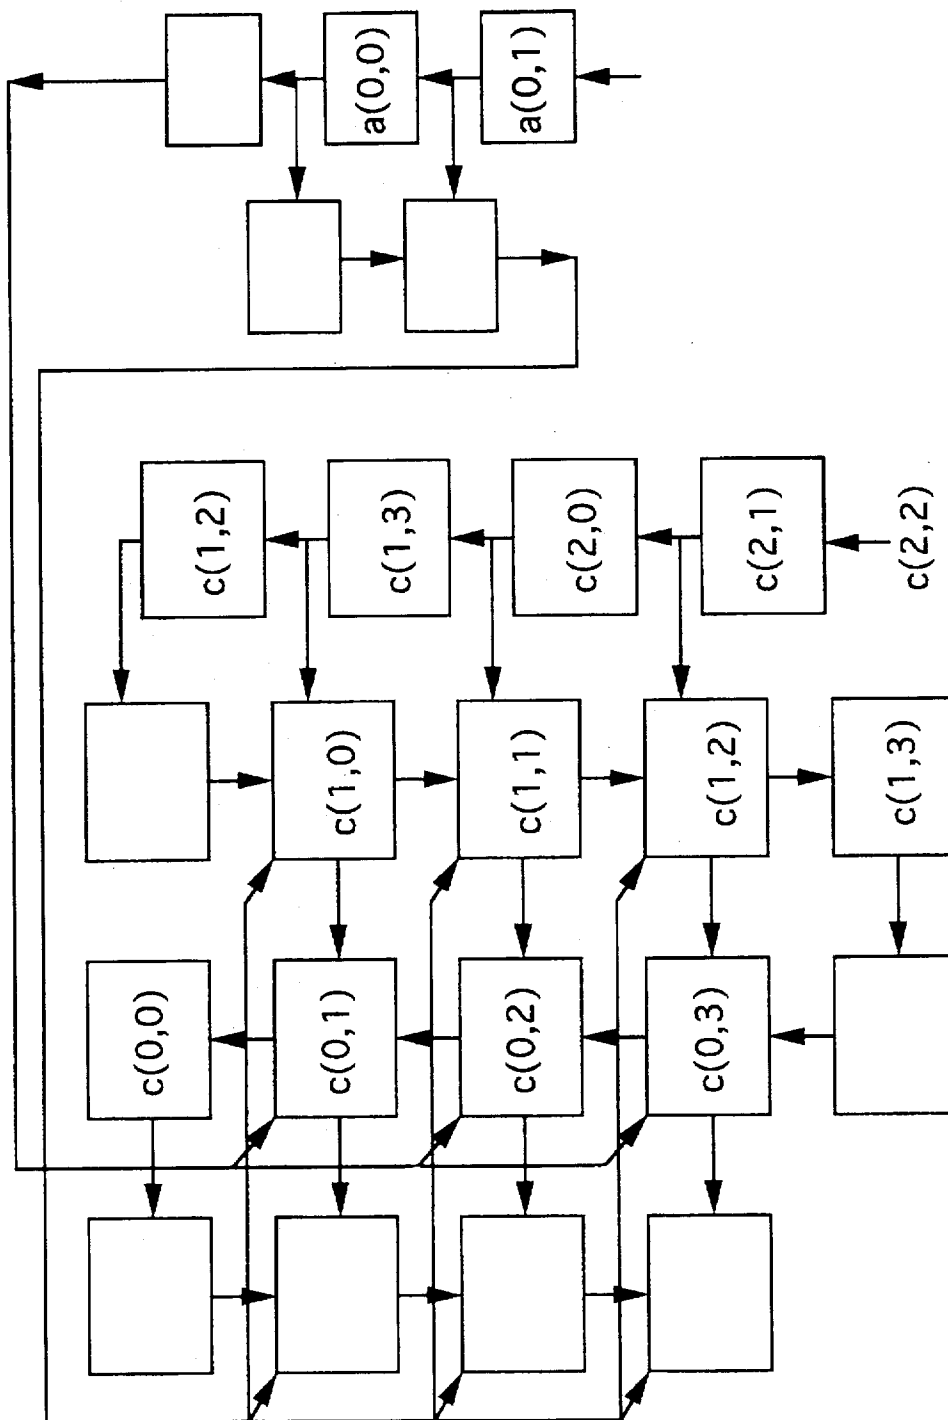 c(0,0)
c(1,2)
c(0,1)
c(1,0)
c(1,3)
a(0,0)
c(0,2)
c(1,1)
c(2,0)
a(0,1)
c(0,3)
c(1,2)
c(2,1)
c(1,3)
c(2,2)